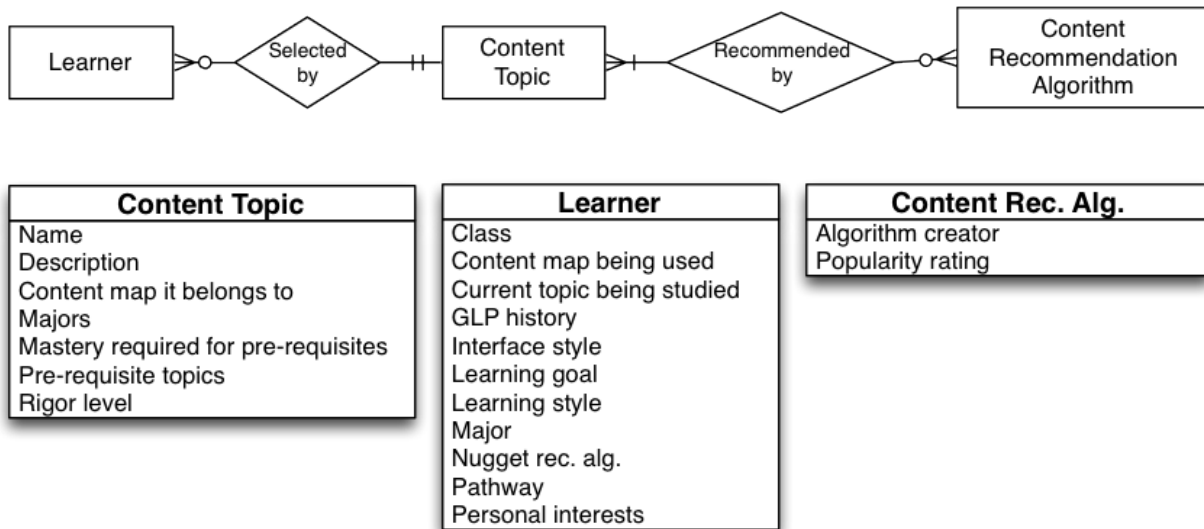 Learner
Selected
by
Content
Topic
Recommended
by
Content
Recommendation
Algorithm
Content Topic
Name
Description
Content map it belongs to
Majors
Mastery required for pre-requisites
Pre-requisite topics
Rigor level
Learner
Class
Content map being used
Current topic being studied
GLP history
Interface style
Learning goal
Learning style
Major
Nugget rec. alg.
Pathway
Personal interests
Content Rec. Alg.
Algorithm creator
Popularity rating